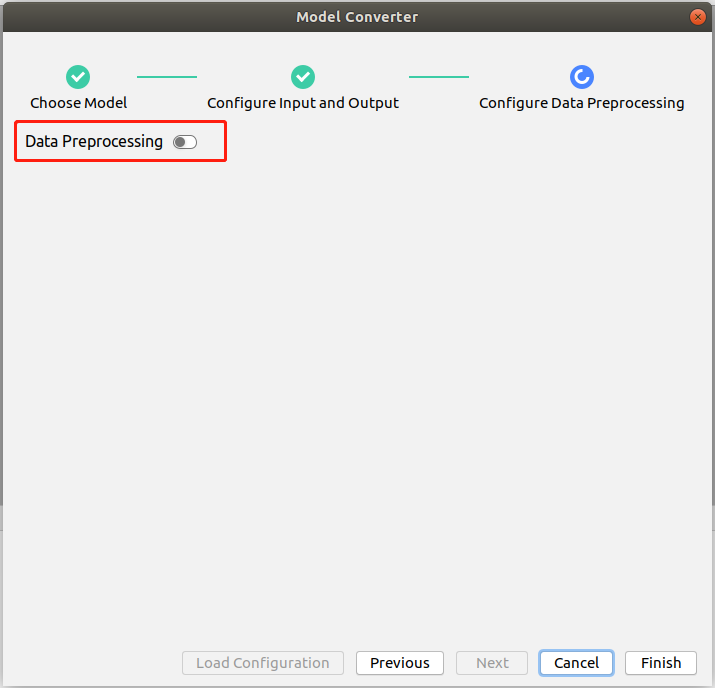 Model Converter
Choose Model
Configure Input and Output
Configure Data Preprocessing
Data Preprocessing
Load Configuration
Previous
Next
Cancel
Finish